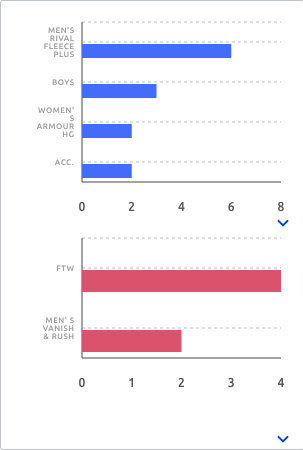 MEN'S
RIVAL
FLEECE
PLUS
BOYS
WOMEN'
S
ARMOUR
HG
ACC.
0 2 4 6 8
FTW
MEN' S
VANISH
& RUSH
0 1 2 3 4